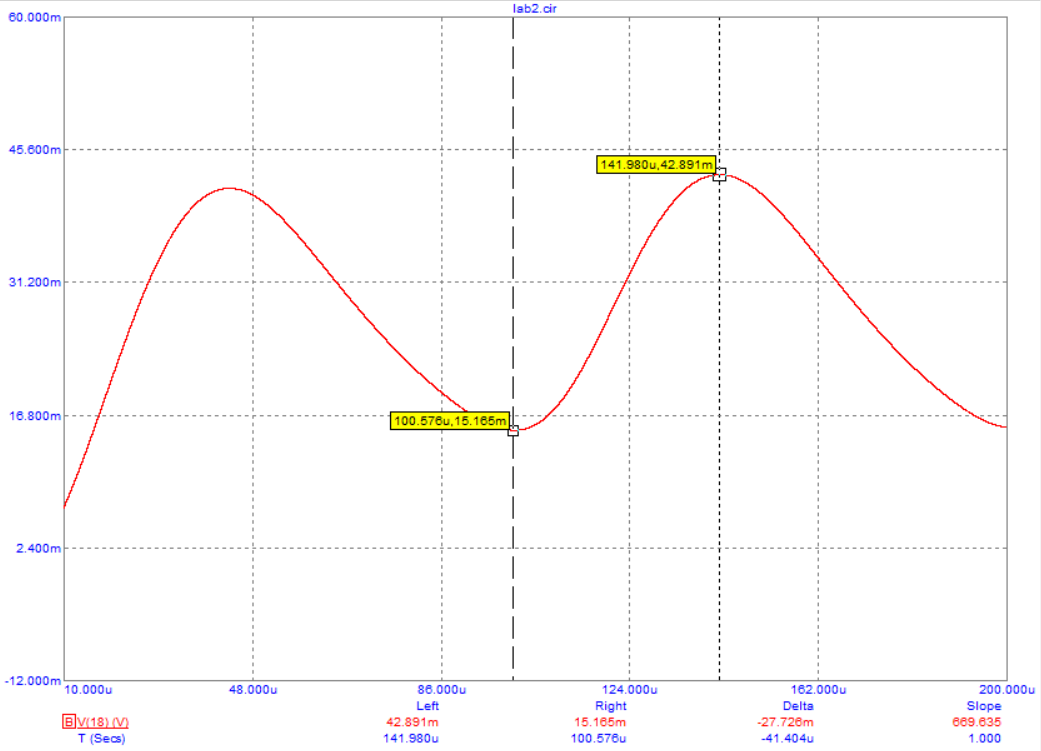 lab2.cir
60.000m
45.600m
141.980u,42.891m
31.200m
16.800m
100.576u,15.165m
2.400m
-12.000m
10.000u 48.000u 86.000u 124.000u 162.000u 200.000u
Left Right Delta Slope
B V(18) (V) 42.891m 15.165m -27.726m 669.635
T (Secs) 141.980u 100.576u -41.404u 1.000